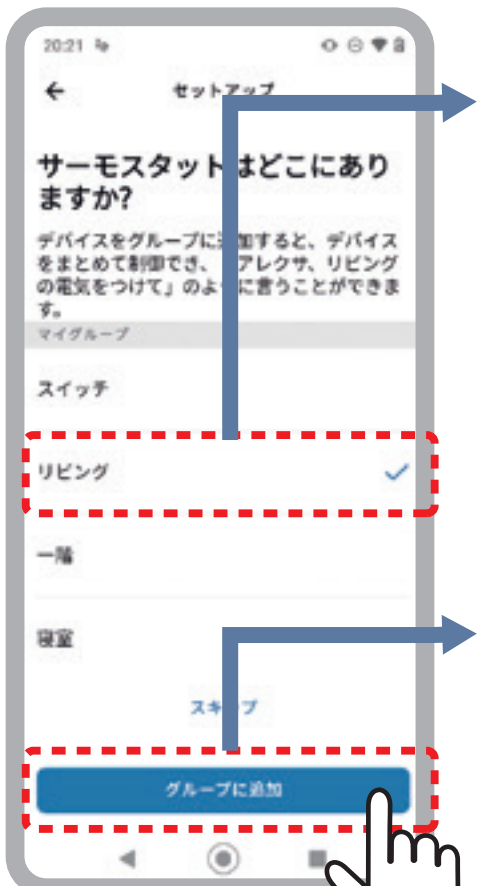 20:21
セットアップ
サーモスタットはどこにあり
ますか?
デバイスをグループに追加すると、デバイス
をまとめて制御でき、「アレクサ、リビング
の電気をつけて」のように言うことができま
す。
マイグループ
スイッチ
リビング
一階
寝室
スキップ
グループに追加